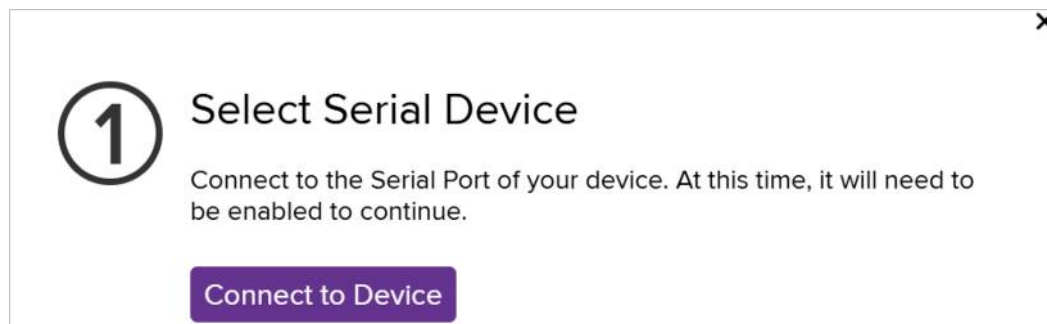 1
Select Serial Device
Connect to the Serial Port of your device. At this time, it will need to
be enabled to continue.
Connect to Device